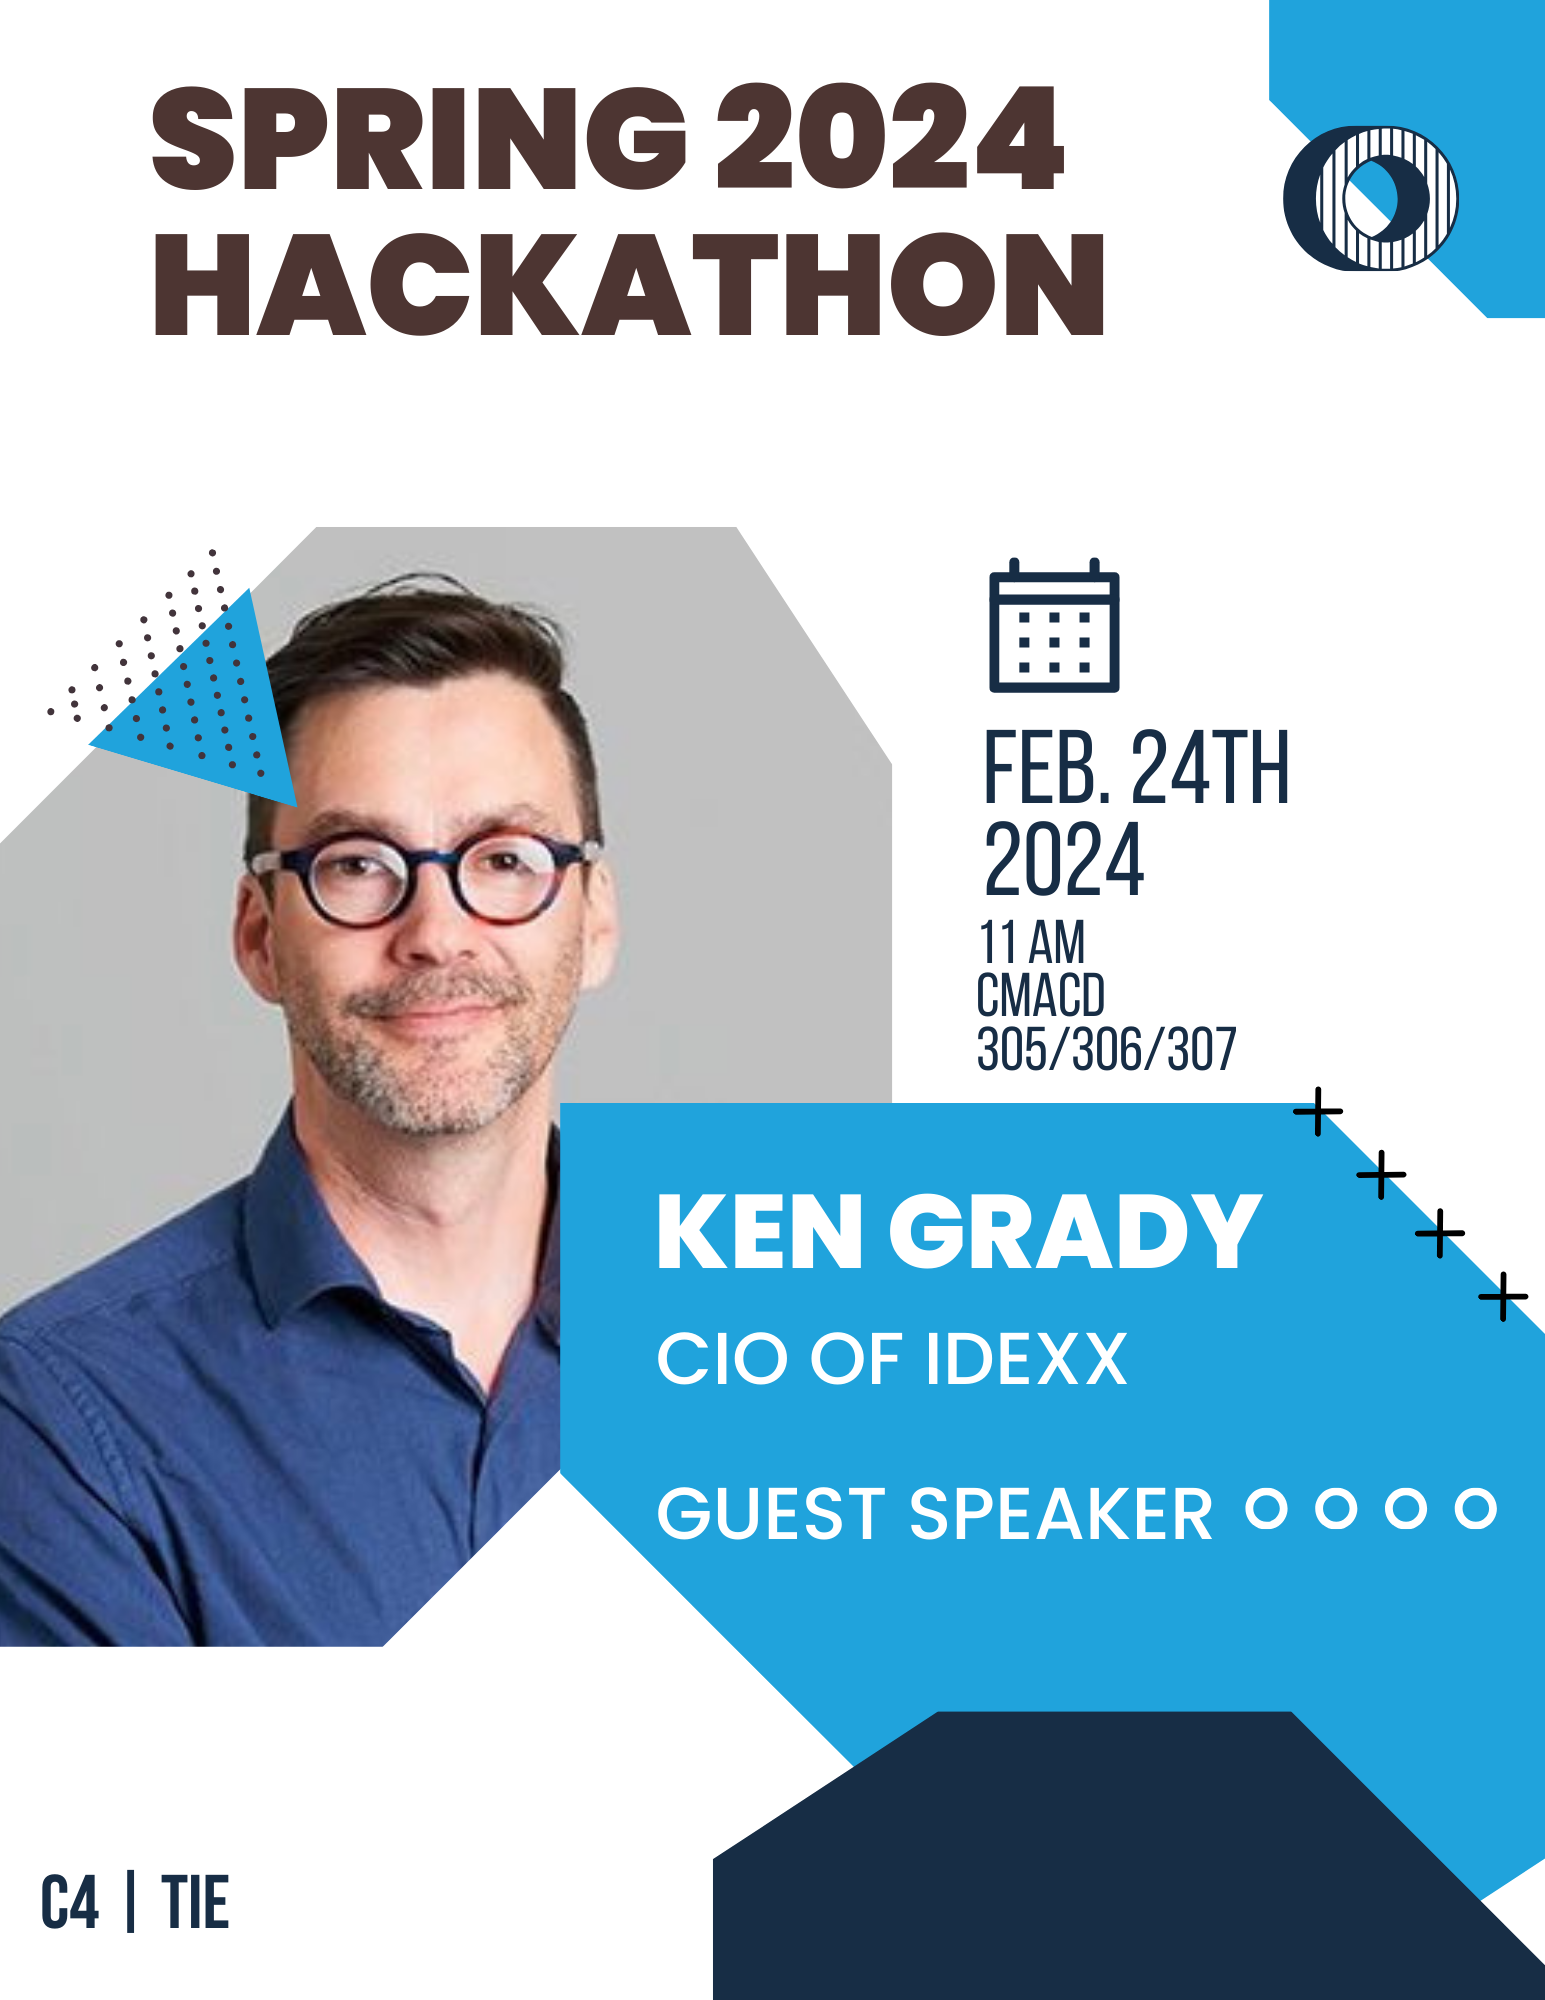 SPRING 2024
HACKATHON
FEB. 24TH
2024
11 AM
CMACD
305/306/307
KEN GRADY
CIO OF IDEXX
GUEST SPEAKER
C4 | TIE